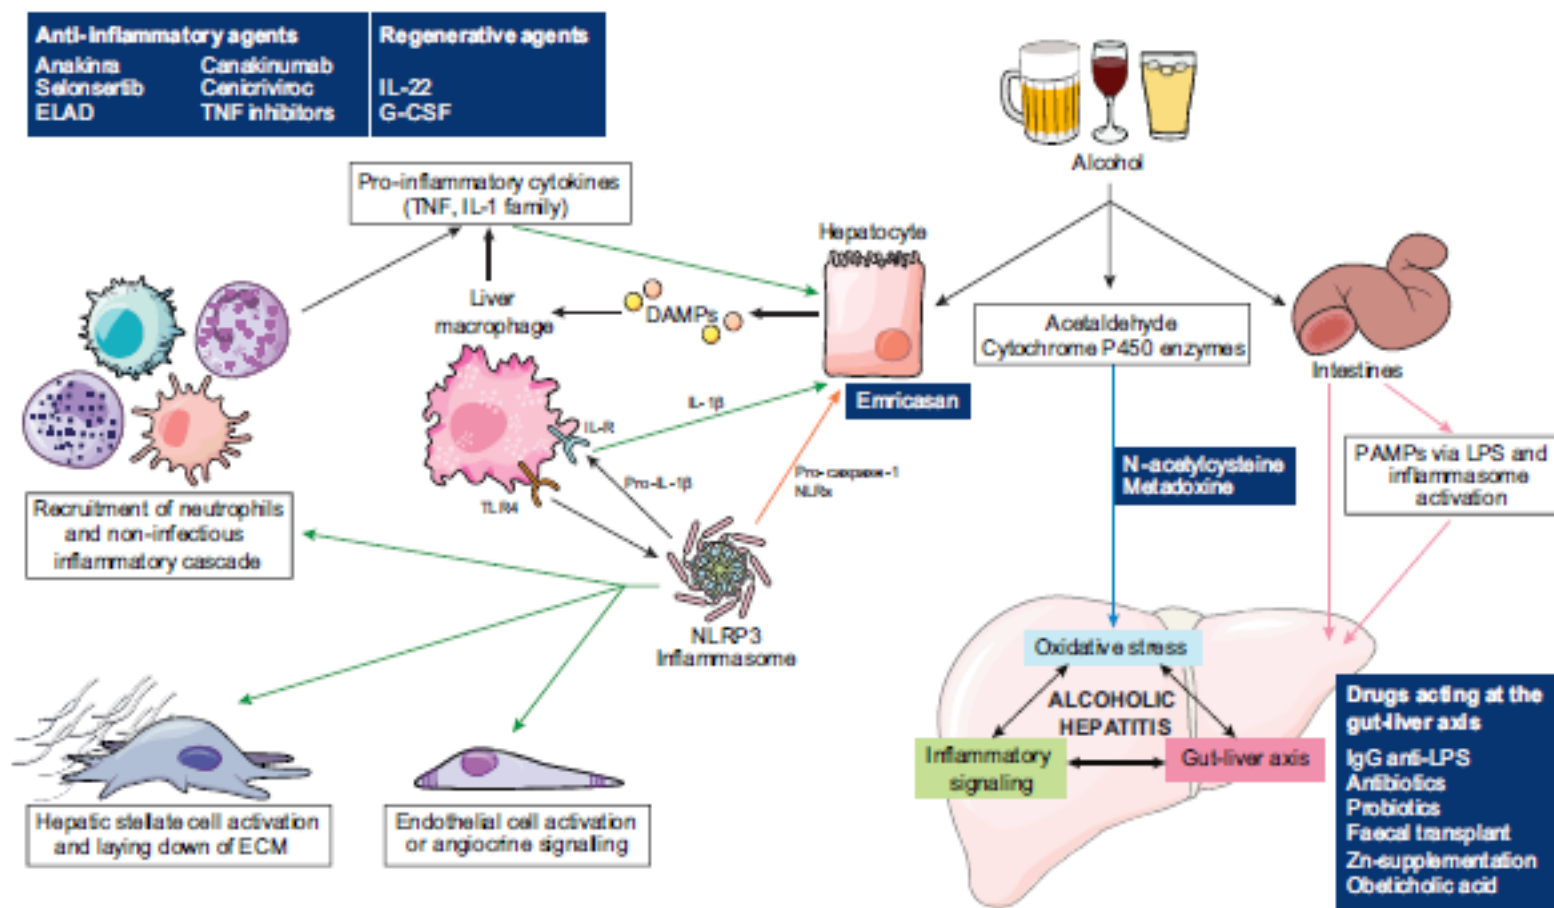 Anti-inflammatory agents
Anakinra Canakinumab
Selonsertib Cenicriviroc
ELAD TNF inhibitors
Regenerative agents
IL-22
G-CSF
Alcohol
Pro-inflammatory cytokines
(TNF, IL-1 family)
Hepatocyte
Liver
macrophage
DAMPs
Acetaldehyde
Cytochrome P450 enzymes
Intestines
Emricasan
IL-1β
IL-R
Pro-caspase-1
NLRx
Pro-IL-1β
TLR4
N-acetylcysteine
Metadoxine
PAMPs via LPS and
inflammasome
activation
Recruitment of neutrophils
and non-infectious
inflammatory cascade
NLRP3
Inflammasome
Oxidative stress
ALCOHOLIC
HEPATITIS
Inflammatory
signaling
Gut-liver axis
Drugs acting at the
gut-liver axis
IgG anti-LPS
Antibiotics
Probiotics
Faecal transplant
Zn-supplementation
Obeticholic acid
Hepatic stellate cell activation
and laying down of ECM
Endothelial cell activation
or angiocrine signalling